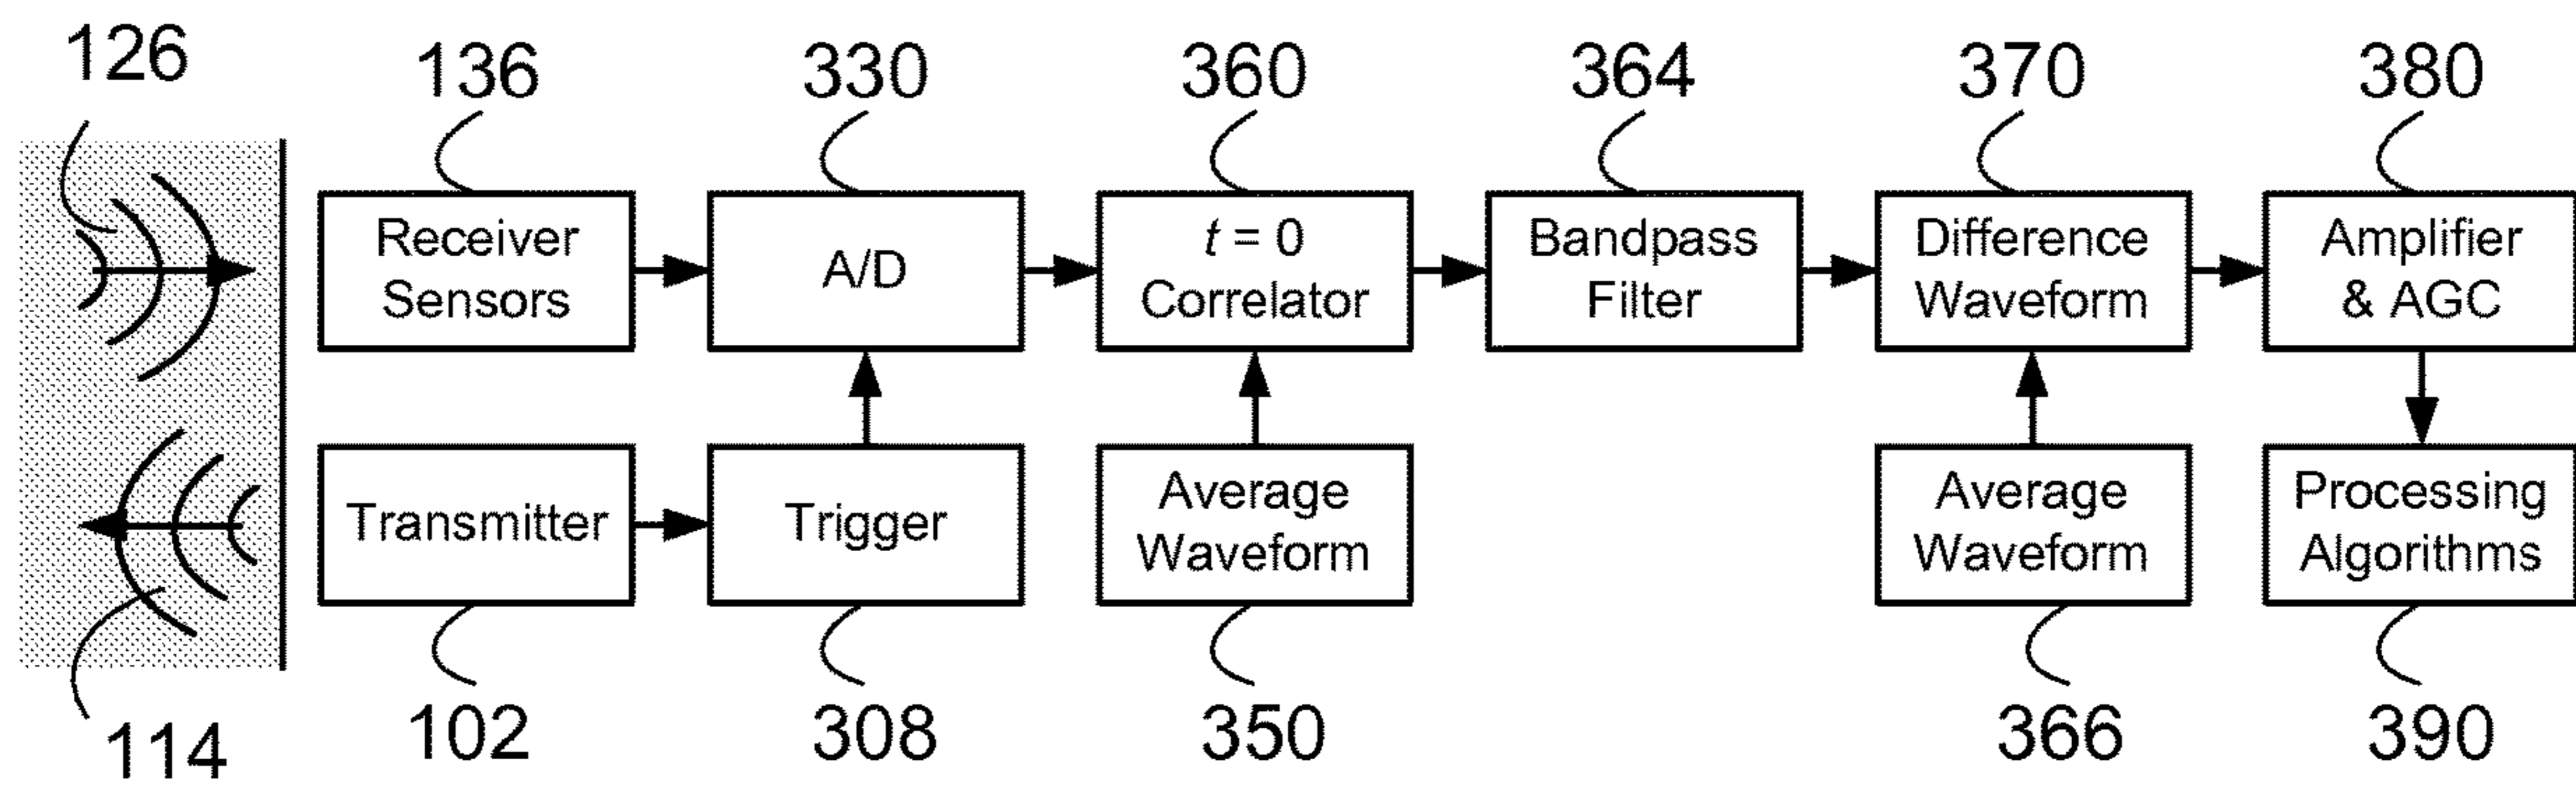 126
136
330
360
364
370
380
Receiver
Sensors
A/D
t = 0
Correlator
Bandpass
Filter
Difference
Waveform
Amplifier
& AGC
Transmitter
Trigger
Average
Waveform
Average
Waveform
Processing
Algorithms
114
102
308
350
366
390